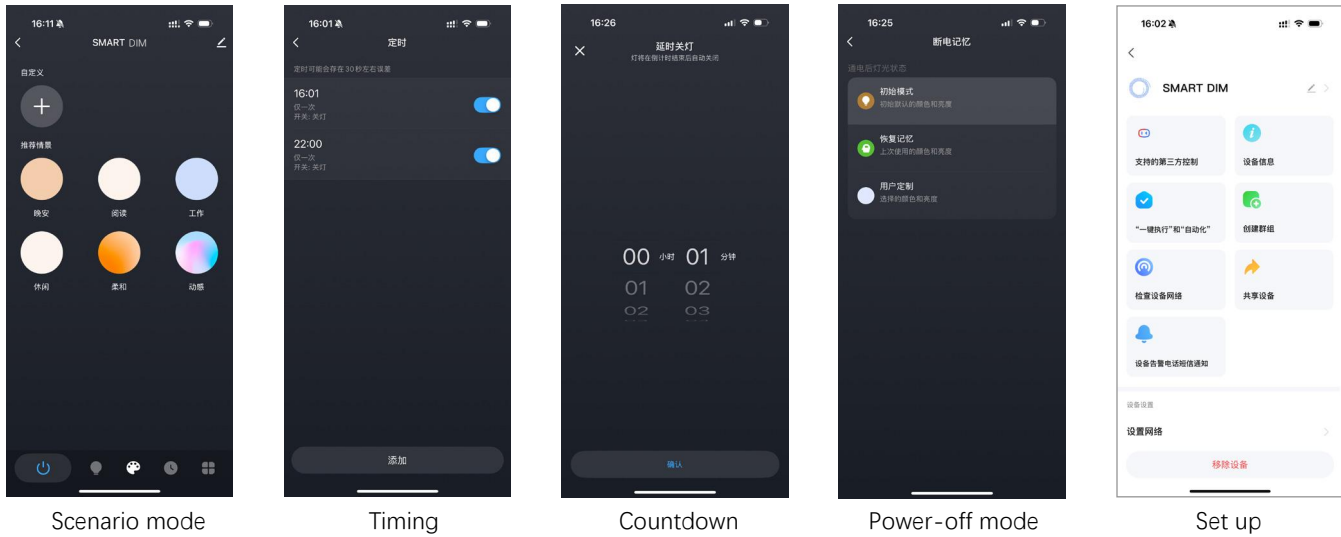 16:11
SMART DIM
自定义
推荐情景
晚安
阅读
工作
休闲
柔和
动感
Scenario mode
16:01
定时
定时可能会存在30秒左右误差
16:01
仅一次
开关: 关灯
22:00
仅一次
开关: 关灯
添加
Timing
16:26
延时关灯
灯将在倒计时结束后自动关闭
00 小时 01 分钟
01 02
02 03
确认
Countdown
16:25
断电记忆
通电后灯光状态
初始模式
初始默认的颜色和亮度
恢复记忆
上次使用的颜色和亮度
用户定制
选择的颜色和亮度
Power-off mode
16:02
SMART DIM
支持的第三方控制
设备信息
“一键执行”和“自动化”
创建群组
检查设备网络
共享设备
设备告警电话短信通知
设备设置
设置网络
移除设备
Set up